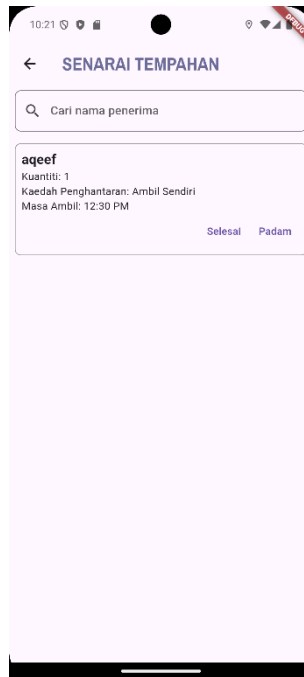 10:21
DEBUG
SENARAI TEMPAHAN
Cari nama penerima
aqeef
Kuantiti: 1
Kaedah Penghantaran: Ambil Sendiri
Masa Ambil: 12:30 PM
Selesai Padam